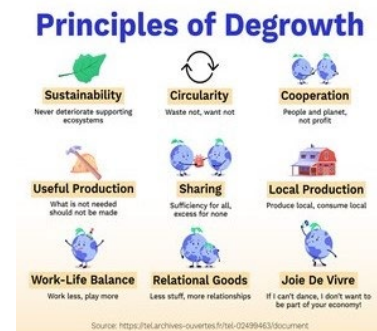 Principles of Degrowth
Sustainability
Never deteriorate supporting
ecosystems
Circularity
Waste not, want not
Cooperation
People and planet,
not profit
Useful Production
What is not needed
should not be made
Sharing
Sufficiency for all,
excess for none
Local Production
Produce local, consume local
Work-Life Balance
Work less, play more
Relational Goods
Less stuff, more relationships
Joie De Vivre
If I can't dance, I don't want to
be part of your economy!
Source: https://tel.archives-ouvertes.fr/tel-02499463/document